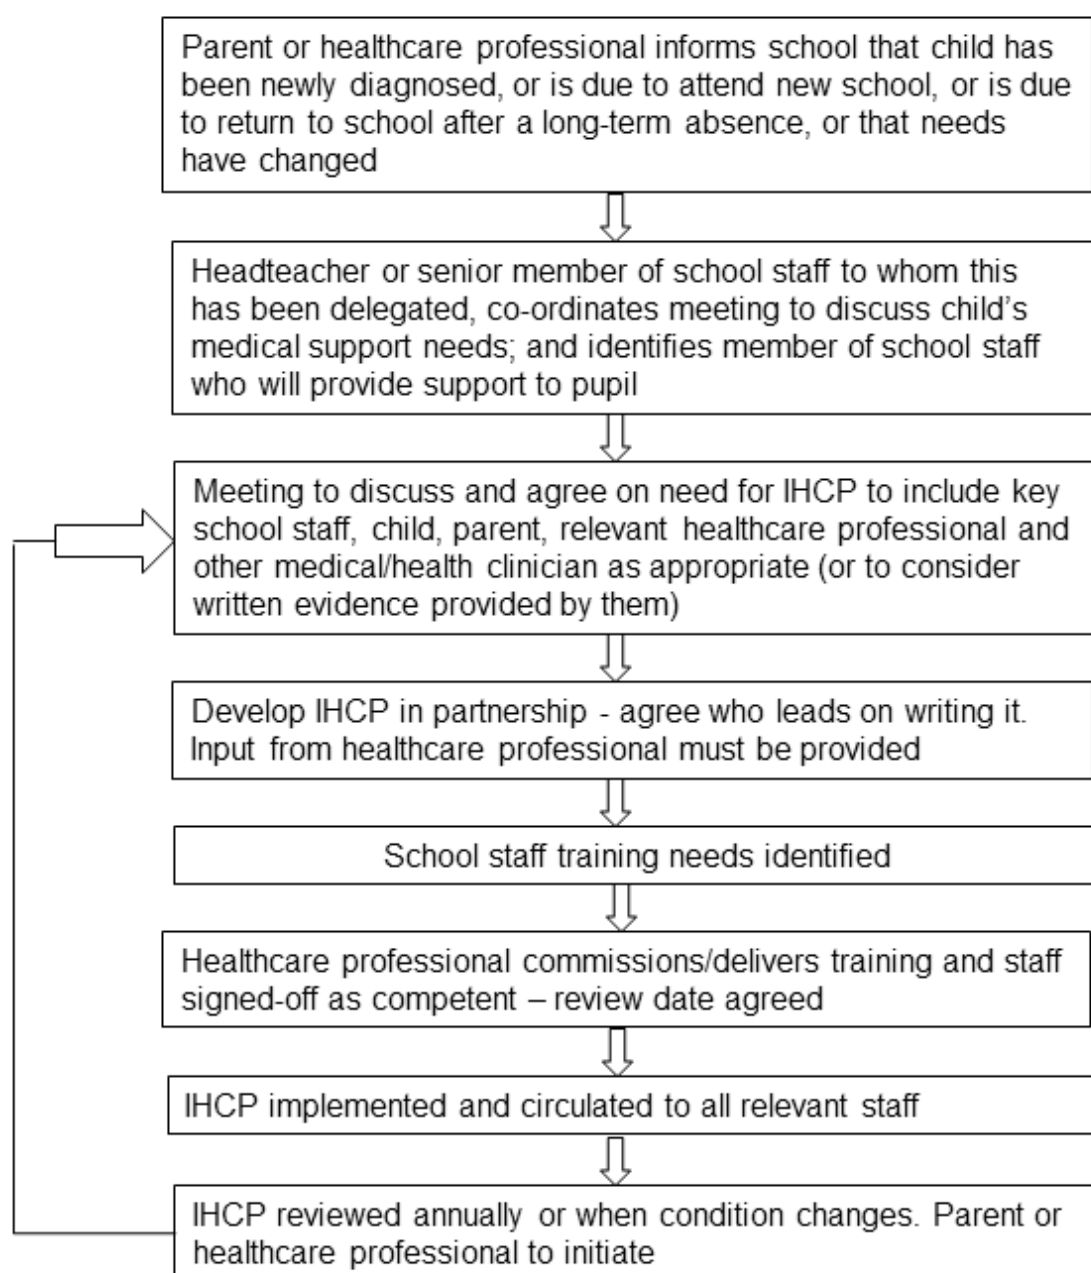 Parent or healthcare professional informs school that child has
been newly diagnosed, or is due to attend new school, or is due
to return to school after a long-term absence, or that needs
have changed
Headteacher or senior member of school staff to whom this
has been delegated, co-ordinates meeting to discuss child's
medical support needs; and identifies member of school staff
who will provide support to pupil
Meeting to discuss and agree on need for IHCP to include key
school staff, child, parent, relevant healthcare professional and
other medical/health clinician as appropriate (or to consider
written evidence provided by them)
Develop IHCP in partnership - agree who leads on writing it.
Input from healthcare professional must be provided
School staff training needs identified
Healthcare professional commissions/delivers training and staff
signed-off as competent – review date agreed
IHCP implemented and circulated to all relevant staff
IHCP reviewed annually or when condition changes. Parent or
healthcare professional to initiate